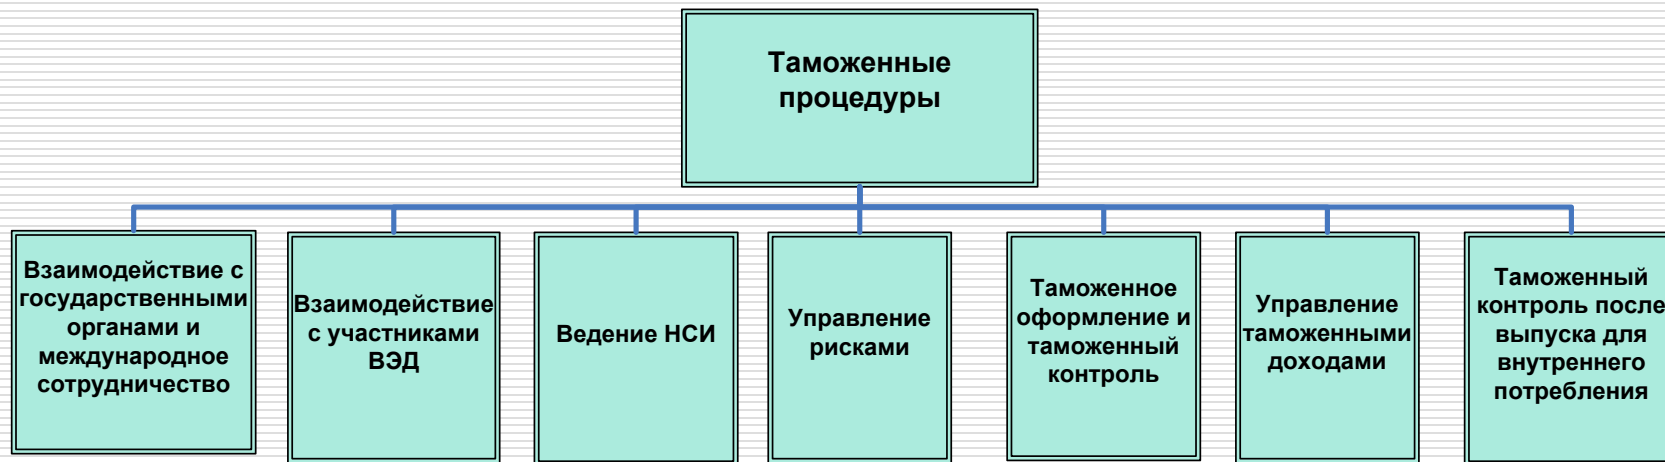 Таможенные
процедуры
Взаимодействие с
государственными
органами и
международное
сотрудничество
Взаимодействие
с участниками
ВЭД
Ведение НСИ
Управление
рисками
Таможенное
оформление и
таможенный
контроль
Управление
таможенными
доходами
Таможенный
контроль после
выпуска для
внутреннего
потребления